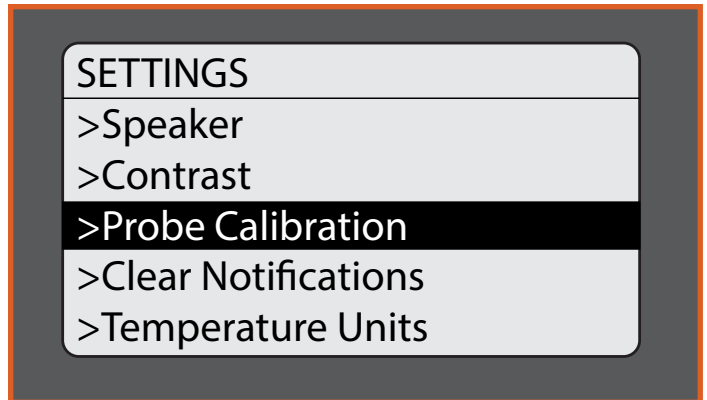 SETTINGS
>Speaker
>Contrast
>Probe Calibration
>Clear Notifications
>Temperature Units